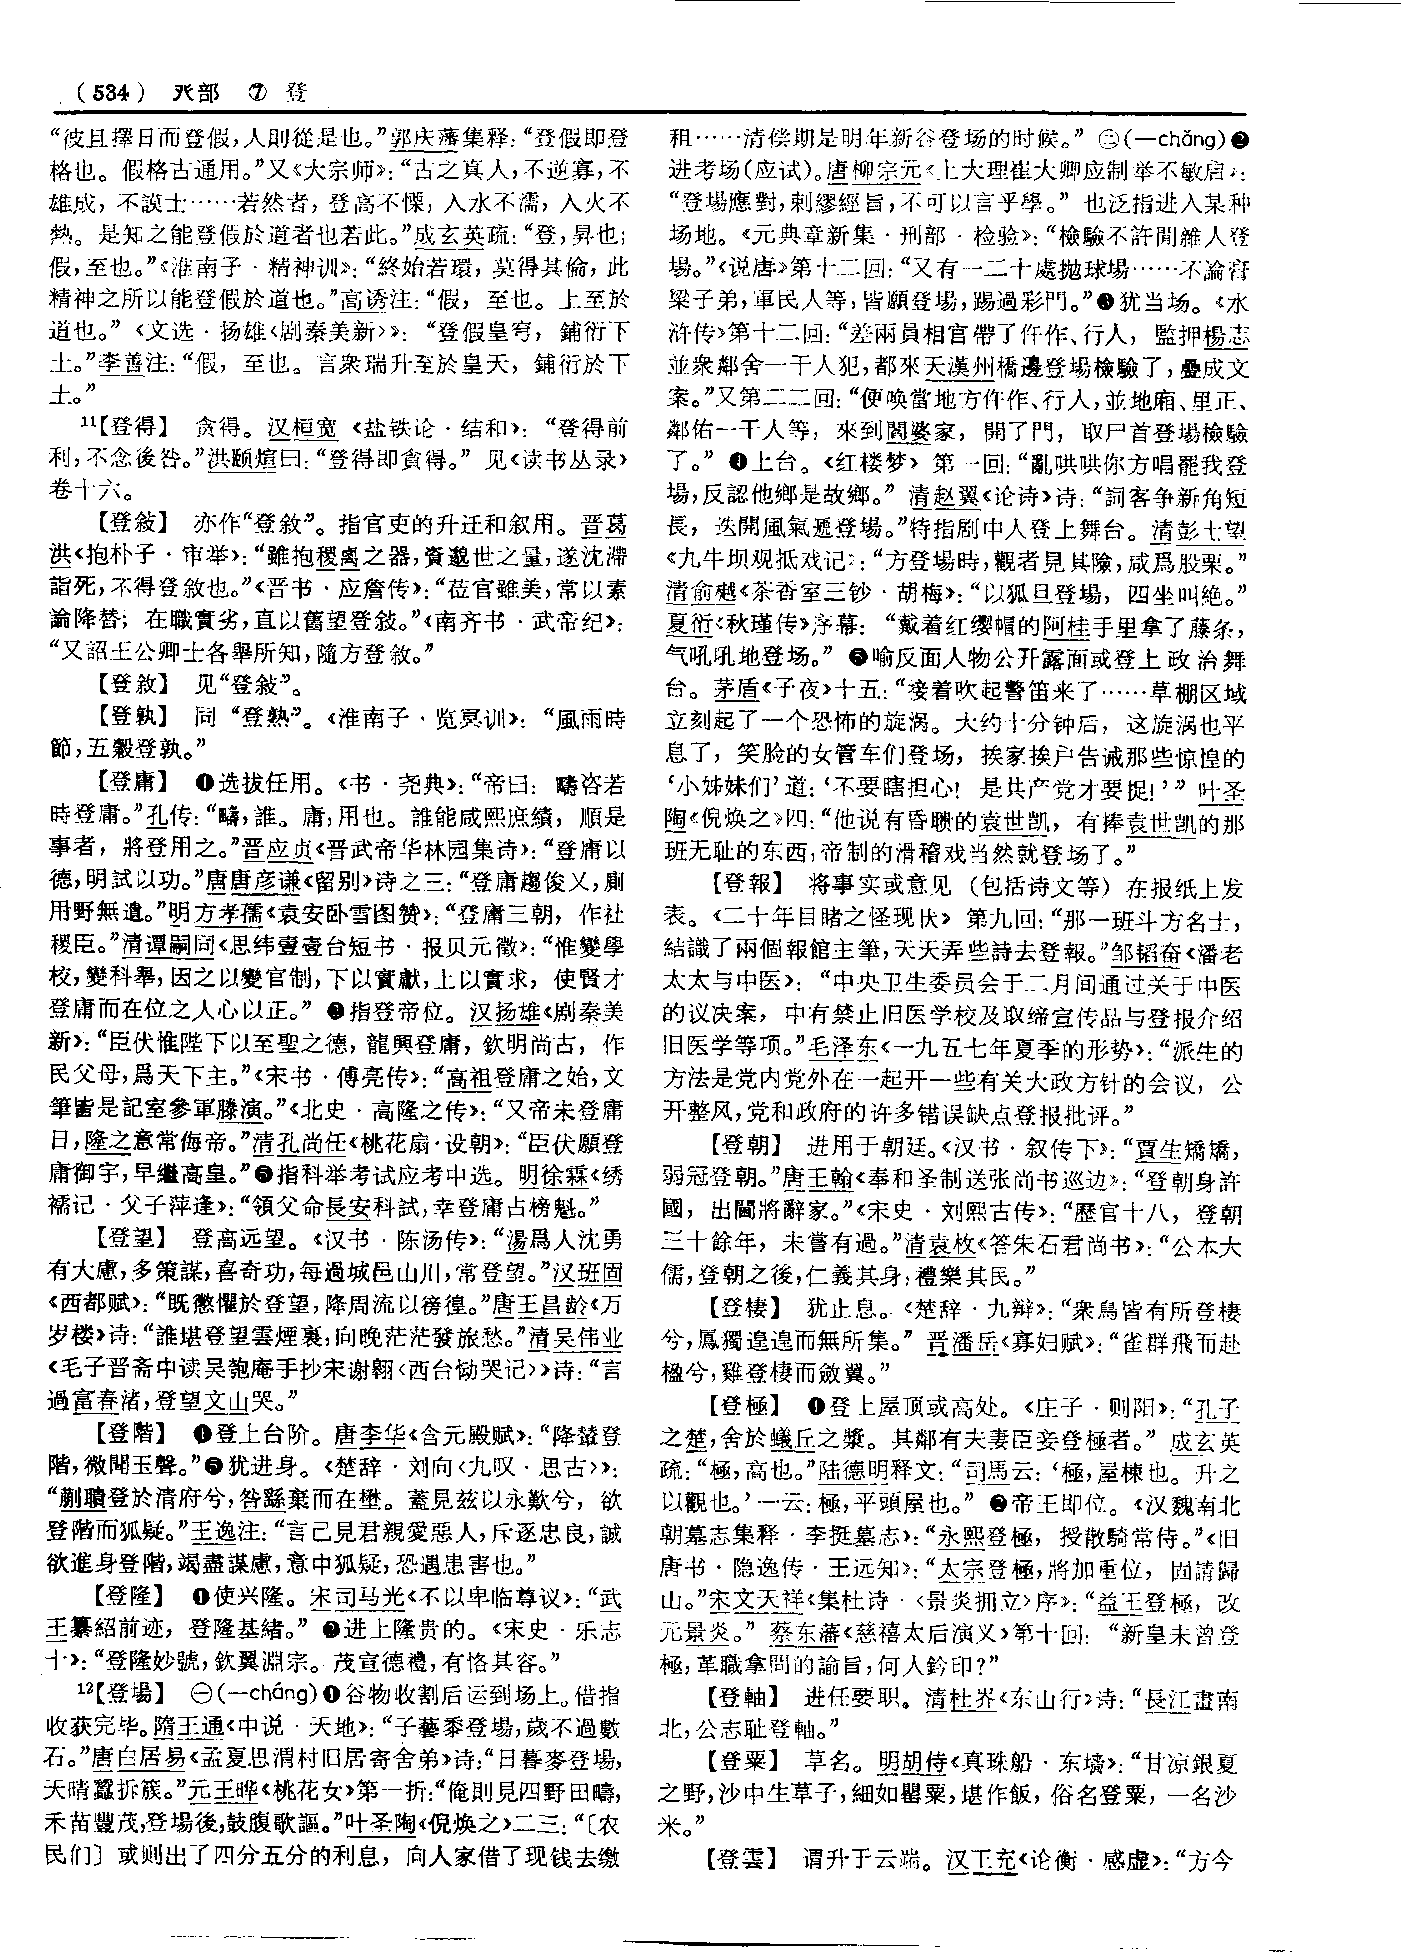 (534) 癶部 ⑦ 登
“彼且擇日而登假，人則從是也。”郭庆藩集释：“登假即登
格也。假格古通用。”又《大宗师》：“古之真人，不逆寡，不
雄成，不謨士……若然者，登高不慄，入水不濡，入火不
熱。是知之能登假於道者也若此。”成玄英疏：“登，昇也；
假，至也。”《淮南子·精神训》：“終始若環，莫得其倫，此
精神之所以能登假於道也。”高诱注：“假，至也。上至於
道也。”《文选·扬雄〈剧秦美新〉》：“登假皇穹，鋪衍下
土。”李善注：“假，至也。言衆瑞升至於皇天，鋪衍於下
土。”
11【登得】 贪得。汉桓宽《盐铁论·结和》：“登得前
利，不念後咎。”洪颐煊曰：“登得即貪得。”见《读书丛录》
卷十六。
【登敍】 亦作“登敘”。指官吏的升迁和叙用。晋葛
洪《抱朴子·审举》：“雖抱稷禼之器，資邈世之量，遂沈滯
詣死，不得登敘也。”《晋书·应詹传》：“莅官雖美，常以素
論降替；在職實劣，直以舊望登敍。”《南齐书·武帝纪》：
“又詔王公卿士各舉所知，隨方登敘。”
【登敘】 见“登敍”。
【登孰】 同“登熟”。《淮南子·览冥训》：“風雨時
節，五穀登孰。”
【登庸】 ❶选拔任用。《书·尧典》：“帝曰：疇咨若
時登庸。”孔传：“疇，誰。庸，用也。誰能咸熙庶績，順是
事者，將登用之。”晋应贞《晋武帝华林园集诗》：“登庸以
德，明試以功。”唐唐彦谦《留别》诗之三：“登庸趨俊乂，厠
用野無遺。”明方孝孺《袁安卧雪图赞》：“登庸三朝，作社
稷臣。”清谭嗣同《思纬壹壹台短书·报贝元徵》：“惟變學
校，變科舉，因之以變官制，下以實獻，上以實求，使賢才
登庸而在位之人心以正。” ❷指登帝位。汉扬雄《剧秦美
新》：“臣伏惟陛下以至聖之德，龍興登庸，欽明尚古，作
民父母，爲天下主。”《宋书·傅亮传》：“高祖登庸之始，文
筆皆是記室參軍滕演。”《北史·高隆之传》：“又帝未登庸
日，隆之意常侮帝。”清孔尚任《桃花扇·设朝》：“臣伏願登
庸御宇，早繼高皇。”❸指科举考试应考中选。明徐霖《绣
襦记·父子萍逢》：“領父命長安科試，幸登庸占榜魁。”
【登望】 登高远望。《汉书·陈汤传》：“湯爲人沈勇
有大慮，多策謀，喜奇功，每過城邑山川，常登望。”汉班固
《西都赋》：“既懲懼於登望，降周流以徬徨。”唐王昌龄《万
岁楼》诗：“誰堪登望雲煙裏，向晚茫茫發旅愁。”清吴伟业
《毛子晋斋中读吴匏庵手抄宋谢翱〈西台恸哭记〉》诗：“言
過富春渚，登望文山哭。”
【登階】 ❶登上台阶。唐李华《含元殿赋》：“降輦登
階，微聞玉聲。”❷犹进身。《楚辞·刘向〈九叹·思古〉》：
“蒯聵登於清府兮，咎繇棄而在壄。蓋見兹以永歎兮，欲
登階而狐疑。”王逸注：“言己見君親愛惡人，斥逐忠良，誠
欲進身登階，竭盡謀慮，意中狐疑，恐遇患害也。”
【登隆】 ❶使兴隆。宋司马光《不以卑临尊议》：“武
王纂紹前迹，登隆基緒。” ❷进上隆贵的。《宋史·乐志
十》：“登隆妙號，欽翼淵宗。茂宣德禮，有恪其容。”
12【登場】 ㊀(—cháng)❶谷物收割后运到场上。借指
收获完毕。隋王通《中说·天地》：“子藝黍登場，歲不過數
石。”唐白居易《孟夏思渭村旧居寄舍弟》诗：“日暮麥登場，
天晴蠶拆簇。”元王晔《桃花女》第一折：“俺則見四野田疇，
禾苗豐茂，登場後，鼓腹歌謳。”叶圣陶《倪焕之》二三：“〔农
民们〕或则出了四分五分的利息，向人家借了现钱去缴
租……清偿期是明年新谷登场的时候。” ㊁(—chǎng)❷
进考场(应试)。唐柳宗元《上大理崔大卿应制举不敏启》：
“登場應對，刺繆經旨，不可以言乎學。” 也泛指进入某种
场地。《元典章新集·刑部·检验》：“檢驗不許閒雜人登
場。”《说唐》第十二回：“又有一二十處拋球場……不論膏
梁子弟，軍民人等，皆願登場，踢過彩門。”❸犹当场。《水
浒传》第十二回：“差兩員相官帶了仵作、行人，監押楊志
並衆鄰舍一干人犯，都來天漢州橋邊登場檢驗了，疊成文
案。”又第二二回：“便喚當地方仵作、行人，並地廂、里正、
鄰佑一干人等，來到閻婆家，開了門，取尸首登場檢驗
了。” ❹上台。《红楼梦》第一回：“亂哄哄你方唱罷我登
場，反認他鄉是故鄉。” 清赵翼《论诗》诗：“詞客争新角短
長，迭開風氣遞登場。”特指剧中人登上舞台。清彭士望
《九牛坝观抵戏记》：“方登場時，觀者見其險，咸爲股栗。”
清俞樾《茶香室三钞·胡梅》：“以狐旦登場，四坐叫絶。”
夏衍《秋瑾传》序幕：“戴着红缨帽的阿桂手里拿了藤条，
气吼吼地登场。” ❺喻反面人物公开露面或登上政治舞
台。茅盾《子夜》十五：“接着吹起警笛来了……草棚区域
立刻起了一个恐怖的旋涡。大约十分钟后，这旋涡也平
息了，笑脸的女管车们登场，挨家挨户告诫那些惊惶的
‘小姊妹们’道：‘不要瞎担心！是共产党才要捉！’”叶圣
陶《倪焕之》四：“他说有昏聩的袁世凯，有捧袁世凯的那
班无耻的东西，帝制的滑稽戏当然就登场了。”
【登報】 将事实或意见（包括诗文等）在报纸上发
表。《二十年目睹之怪现状》第九回：“那一班斗方名士，
結識了兩個報館主筆，天天弄些詩去登報。”邹韬奋《潘老
太太与中医》：“中央卫生委员会于二月间通过关于中医
的议决案，中有禁止旧医学校及取缔宣传品与登报介绍
旧医学等项。”毛泽东《一九五七年夏季的形势》：“派生的
方法是党内党外在一起开一些有关大政方针的会议，公
开整风，党和政府的许多错误缺点登报批评。”
【登朝】 进用于朝廷。《汉书·叙传下》：“賈生矯矯，
弱冠登朝。”唐王翰《奉和圣制送张尚书巡边》：“登朝身許
國，出閫將辭家。”《宋史·刘熙古传》：“歷官十八，登朝
三十餘年，未嘗有過。”清袁枚《答朱石君尚书》：“公本大
儒，登朝之後，仁義其身，禮樂其民。”
【登棲】 犹止息。《楚辞·九辩》：“衆鳥皆有所登棲
兮，鳳獨遑遑而無所集。” 晋潘岳《寡妇赋》：“雀群飛而赴
楹兮，雞登棲而斂翼。”
【登極】 ❶登上屋顶或高处。《庄子·则阳》：“孔子
之楚，舍於蟻丘之漿。其鄰有夫妻臣妾登極者。” 成玄英
疏：“極，高也。”陆德明释文：“司馬云：‘極，屋棟也。升之
以觀也。’一云：極，平頭屋也。” ❷帝王即位。《汉魏南北
朝墓志集释·李挺墓志》：“永熙登極，授散騎常侍。”《旧
唐书·隐逸传·王远知》：“太宗登極，將加重位，固請歸
山。”宋文天祥《集杜诗·〈景炎拥立〉序》：“益王登極，改
元景炎。” 蔡东藩《慈禧太后演义》第十回：“新皇未曾登
極，革職拿問的諭旨，何人鈐印？”
【登軸】 进任要职。清杜岕《东山行》诗：“長江畫南
北，公志耻登軸。”
【登粟】 草名。明胡侍《真珠船·东墙》：“甘凉銀夏
之野，沙中生草子，細如罌粟，堪作飯，俗名登粟，一名沙
米。”
【登雲】 谓升于云端。汉王充《论衡·感虚》：“方今